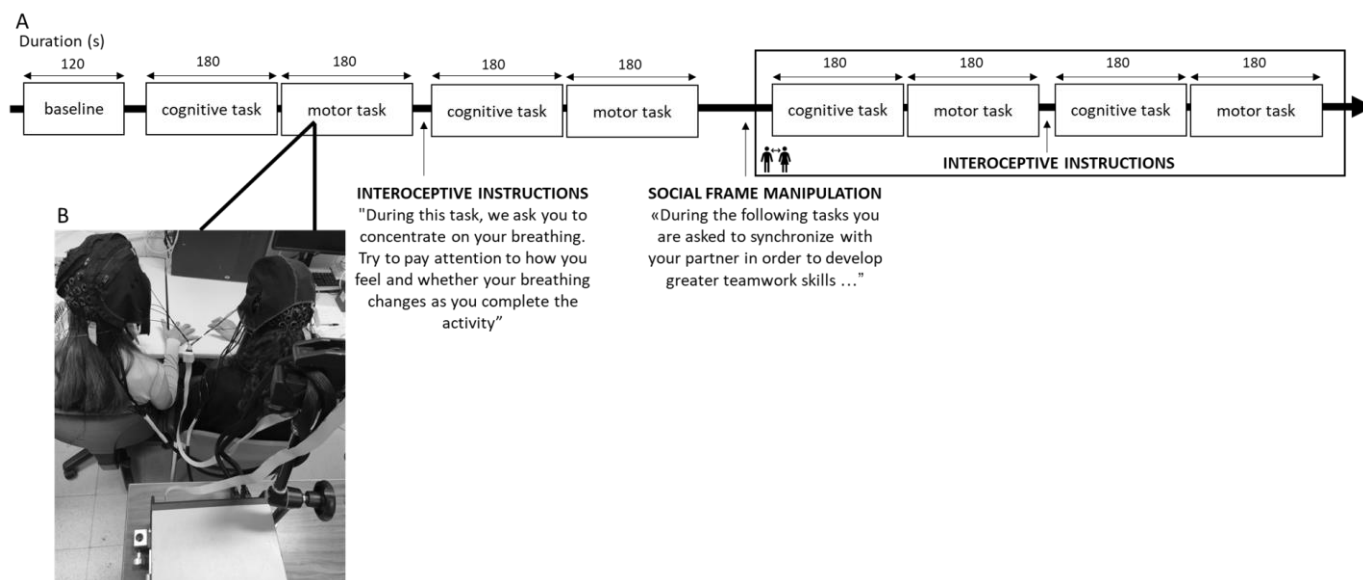 A
Duration (s)
120
180
180
180
180
180
180
180
180
baseline
cognitive task
motor task
cognitive task
motor task
cognitive task
motor task
cognitive task
motor task
INTEROCEPTIVE INSTRUCTIONS
"During this task, we ask you to
concentrate on your breathing.
Try to pay attention to how you
feel and whether your breathing
changes as you complete the
activity”
SOCIAL FRAME MANIPULATION
«During the following tasks you
are asked to synchronize with
your partner in order to develop
greater teamwork skills …”
INTEROCEPTIVE INSTRUCTIONS
B